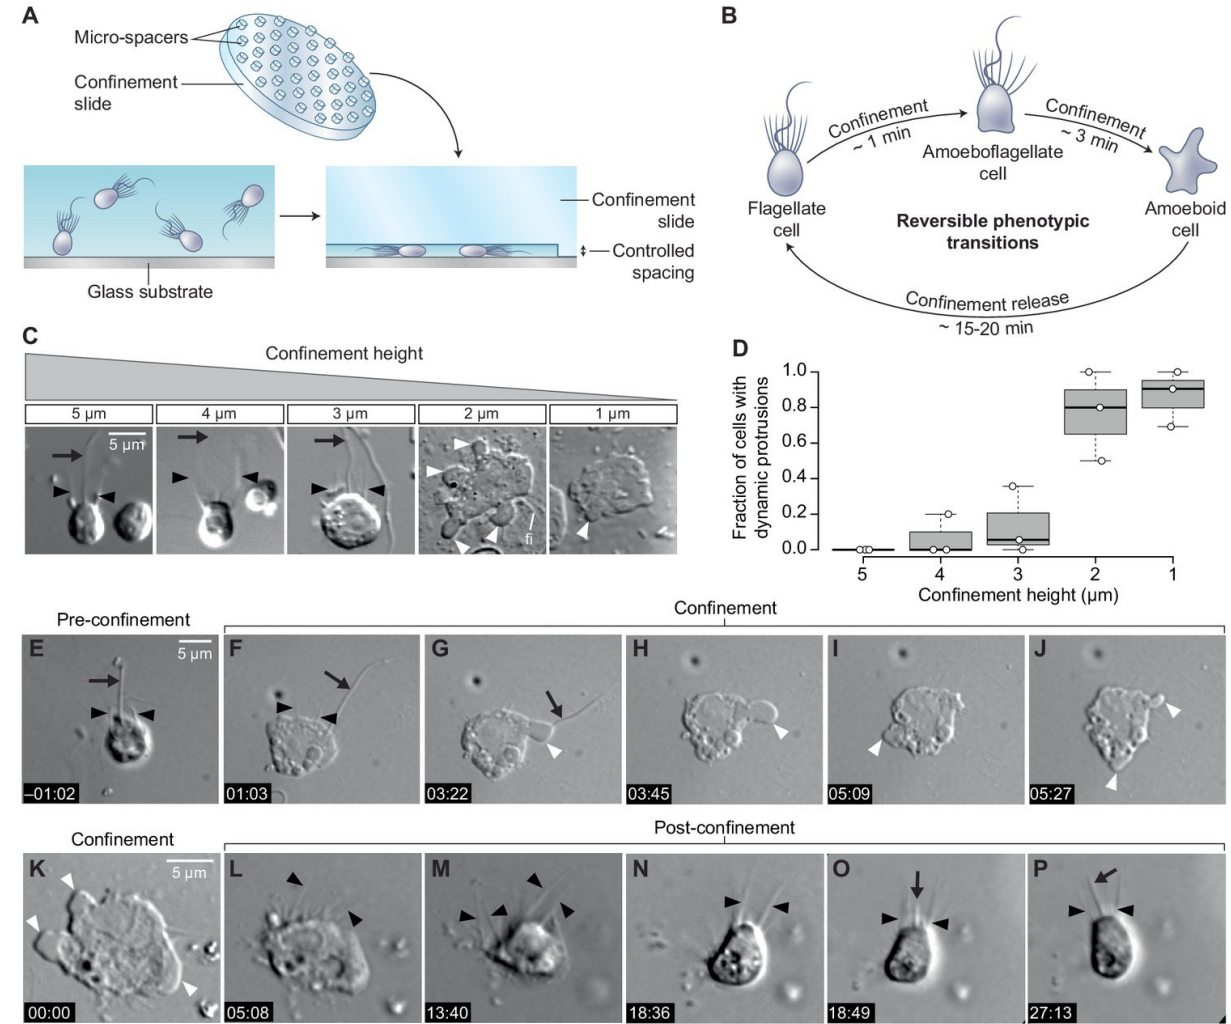 A
Micro-spacers
Confinement
slide
Confinement
slide
Controlled
spacing
Glass substrate
B
Confinement
~ 1 min
Confinement
~ 3 min
Amoeboflagellate
cell
Flagellate
cell
Amoeboid
cell
Reversible phenotypic
transitions
Confinement release
~ 15-20 min
C
Confinement height
5 µm 4 µm 3 µm 2 µm 1 µm
5 µm
fi
D
Fraction of cells with
dynamic protrusions
1.0
0.8
0.6
0.4
0.2
0.0
5 4 3 2 1
Confinement height (µm)
Pre-confinement
Confinement
E F G H I J
5 µm
–01:02 01:03 03:22 03:45 05:09 05:27
Confinement
Post-confinement
K L M N O P
5 µm
00:00 05:08 13:40 18:36 18:49 27:13